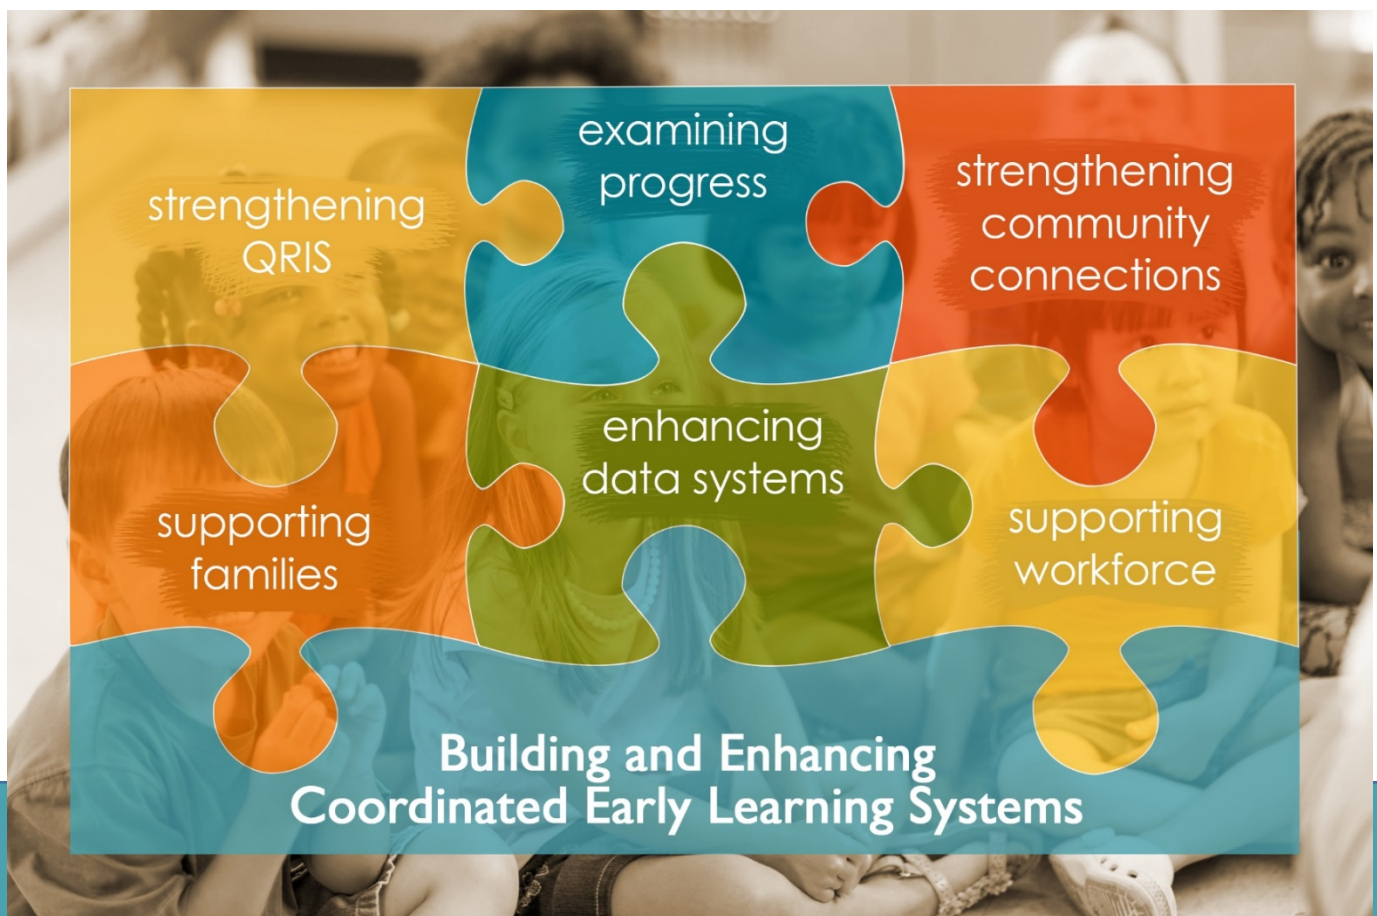 strengthening
QRIS
examining
progress
strengthening
community
connections
supporting
families
enhancing
data systems
supporting
workforce
Building and Enhancing
Coordinated Early Learning Systems